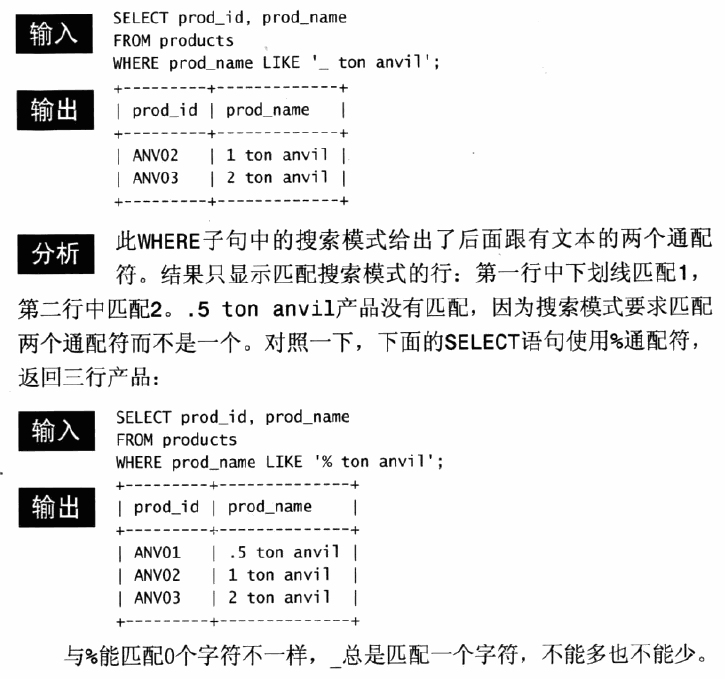 输入
SELECT prod_id, prod_name
FROM products
WHERE prod_name LIKE '_ ton anvil';
输出
+---------+-------------+
| prod_id | prod_name   |
+---------+-------------+
| ANV02   | 1 ton anvil |
| ANV03   | 2 ton anvil |
+---------+-------------+
分析
此WHERE子句中的搜索模式给出了后面跟有文本的两个通配
符。结果只显示匹配搜索模式的行：第一行中下划线匹配1，
第二行中匹配2。.5 ton anvil产品没有匹配，因为搜索模式要求匹配
两个通配符而不是一个。对照一下，下面的SELECT语句使用%通配符，
返回三行产品：
输入
SELECT prod_id, prod_name
FROM products
WHERE prod_name LIKE '% ton anvil';
输出
+---------+--------------+
| prod_id | prod_name    |
+---------+--------------+
| ANV01   | .5 ton anvil |
| ANV02   | 1 ton anvil  |
| ANV03   | 2 ton anvil  |
+---------+--------------+
与%能匹配0个字符不一样，_总是匹配一个字符，不能多也不能少。